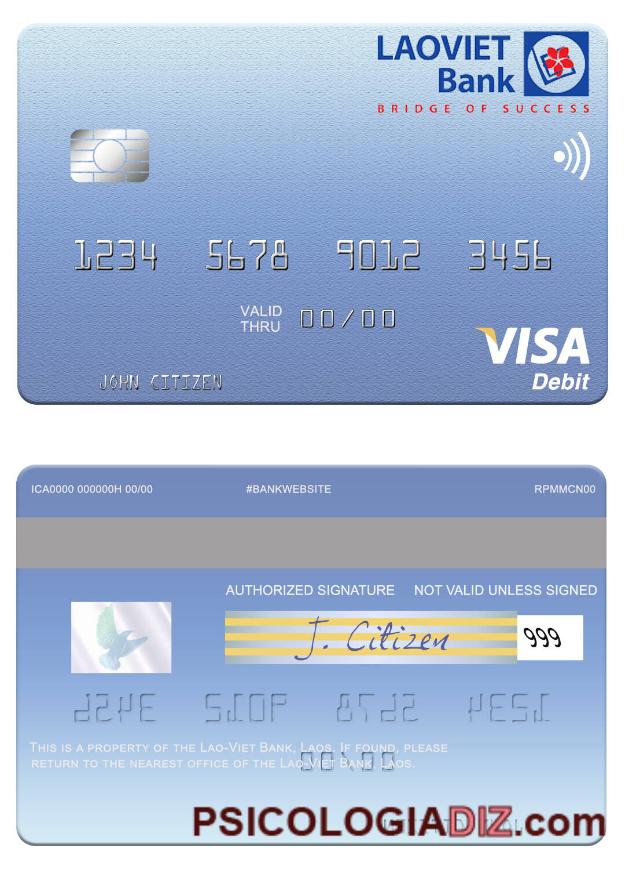 LAOVIET
Bank
BRIDGE OF SUCCESS
1234 5678 9012 3456
VALID
THRU
00/00
VISA
Debit
JOHN CITIZEN
ICA0000 000000H 00/00 #BANKWEBSITE RPMMCN00
AUTHORIZED SIGNATURE NOT VALID UNLESS SIGNED
J. Citizen
999
THIS IS A PROPERTY OF THE LAO-VIET BANK, LAOS. IF FOUND, PLEASE
RETURN TO THE NEAREST OFFICE OF THE LAO-VIET BANK, LAOS.
PSICOLOGIADIZ.com